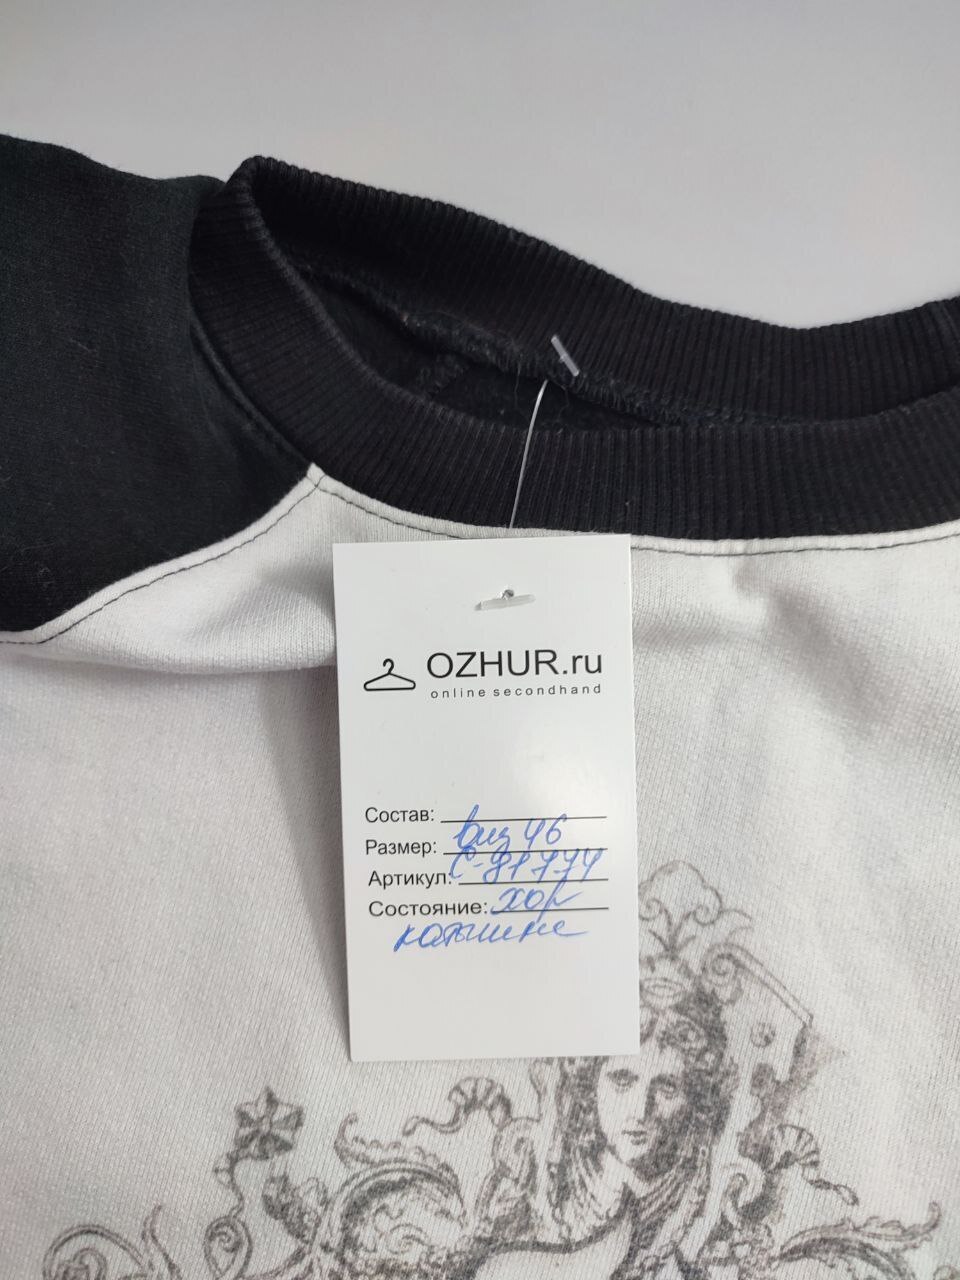 OZHUR.ru
online secondhand
Состав:
Размер: виз 46
Артикул: С-81774
Состояние: хор
катышки